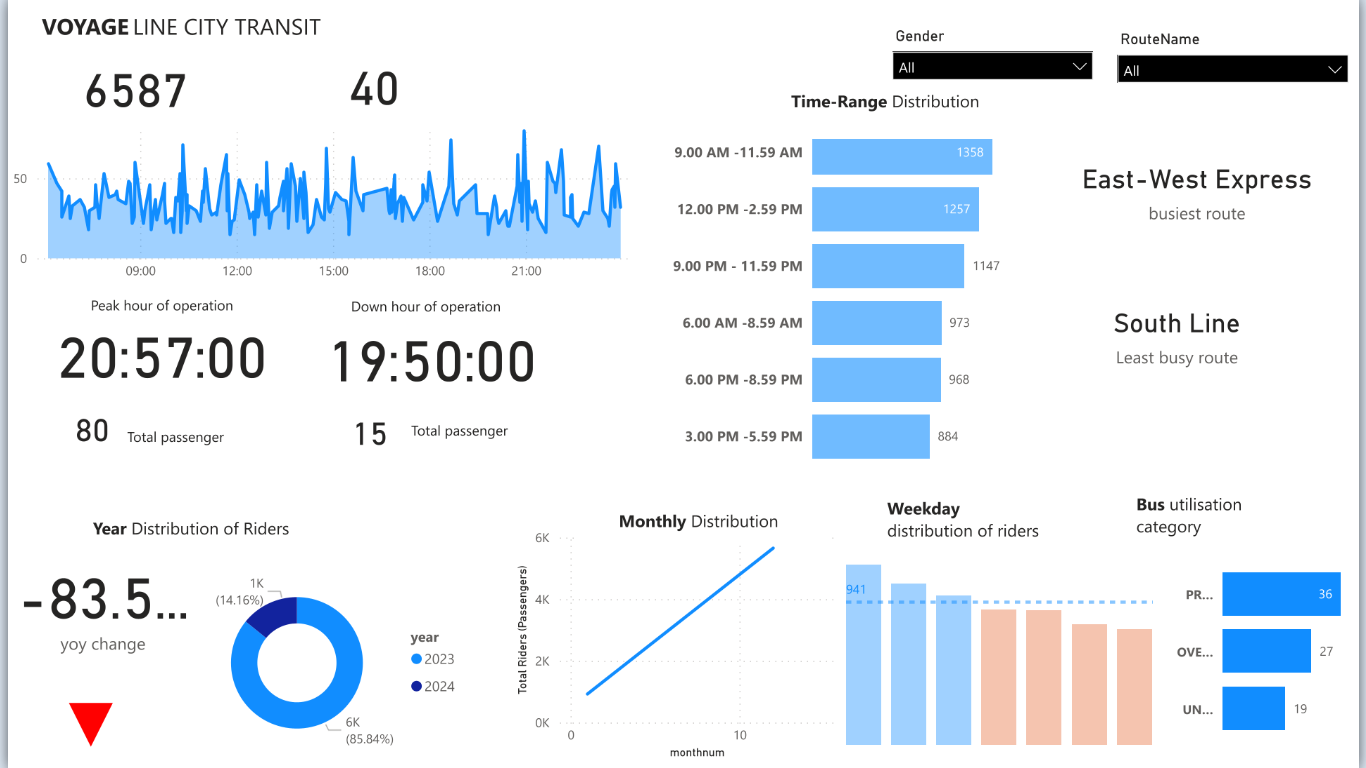 VOYAGE LINE CITY TRANSIT
Gender
All
RouteName
All
6587
40
50
0
09:00
12:00
15:00
18:00
21:00
Peak hour of operation
20:57:00
80 Total passenger
Down hour of operation
19:50:00
15 Total passenger
Time-Range Distribution
9.00 AM -11.59 AM 1358
12.00 PM -2.59 PM 1257
9.00 PM - 11.59 PM 1147
6.00 AM -8.59 AM 973
6.00 PM -8.59 PM 968
3.00 PM -5.59 PM 884
East-West Express
busiest route
South Line
Least busy route
Year Distribution of Riders
-83.5...
yoy change
1K
(14.16%)
6K
(85.84%)
year
2023
2024
Monthly Distribution
Total Riders (Passengers)
6K
4K
2K
0K
0
10
monthnum
Weekday
distribution of riders
941
Bus utilisation
category
PR... 36
OVE... 27
UN... 19